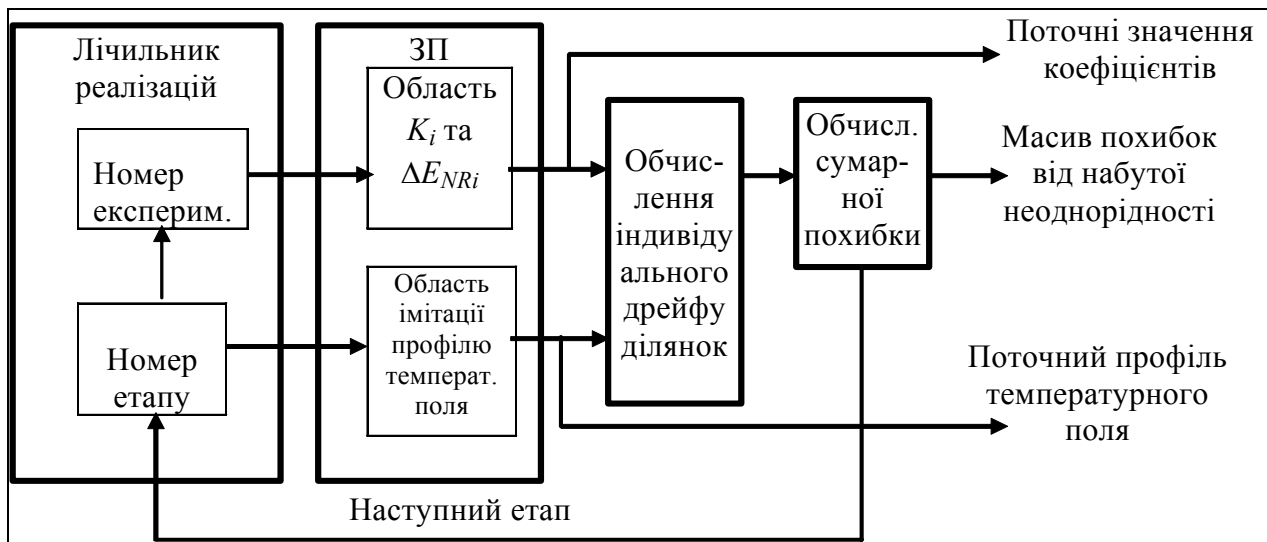 Лічильник
реалізацій
Номер
експерим.
Номер
етапу
ЗП
Область
K_i та
ΔE_{NRi}
Область
імітації
профілю
температ.
поля
Обчис-
лення
індивіду
ального
дрейфу
ділянок
Обчисл.
сумар-
ної
похибки
Поточні значення
коефіцієнтів
Масив похибок
від набутої
неоднорідності
Поточний профіль
температурного
поля
Наступний етап